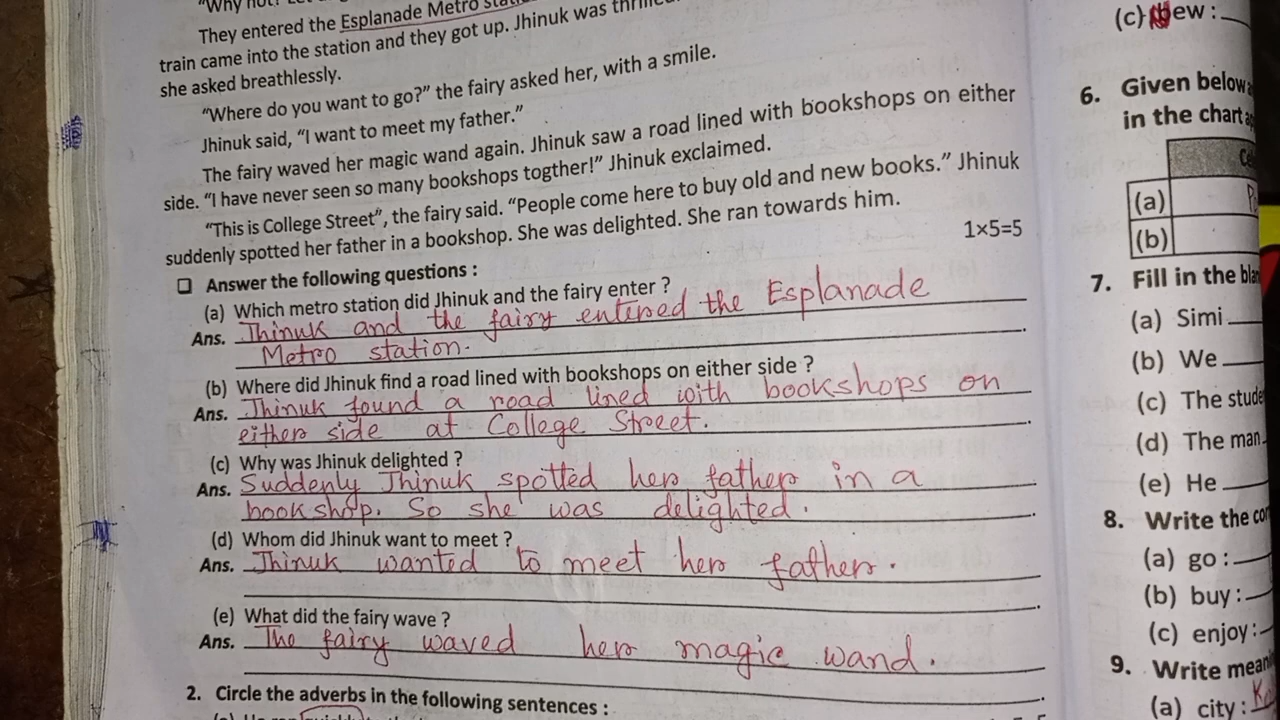 "Why not?
They entered the Esplanade Metro
train came into the station and they got up. Jhinuk was
she asked breathlessly.
"Where do you want to go?" the fairy asked her, with a smile.
Jhinuk said, "I want to meet my father."
The fairy waved her magic wand again. Jhinuk saw a road lined with bookshops on either
side. "I have never seen so many bookshops togther!" Jhinuk exclaimed.
"This is College Street", the fairy said. "People come here to buy old and new books." Jhinuk
suddenly spotted her father in a bookshop. She was delighted. She ran towards him.
1×5=5
❑ Answer the following questions :
(a) Which metro station did Jhinuk and the fairy enter ?
Ans. Jhinuk and the fairy entered the Esplanade
Metro station.
(b) Where did Jhinuk find a road lined with bookshops on either side ?
Ans. Jhinuk found a road lined with bookshops on
either side at College Street.
(c) Why was Jhinuk delighted ?
Ans. Suddenly Jhinuk spotted her father in a
bookshop. So she was delighted.
(d) Whom did Jhinuk want to meet ?
Ans. Jhinuk wanted to meet her father.
(e) What did the fairy wave ?
Ans. The fairy waved her magic wand.
2. Circle the adverbs in the following sentences :
(c) ew :
6. Given below
in the chart
(a)
(b)
7. Fill in the
(a) Simi
(b) We
(c) The
(d) The man
(e) He
8. Write the
(a) go :
(b) buy :
(c) enjoy :
9. Write
(a) city :